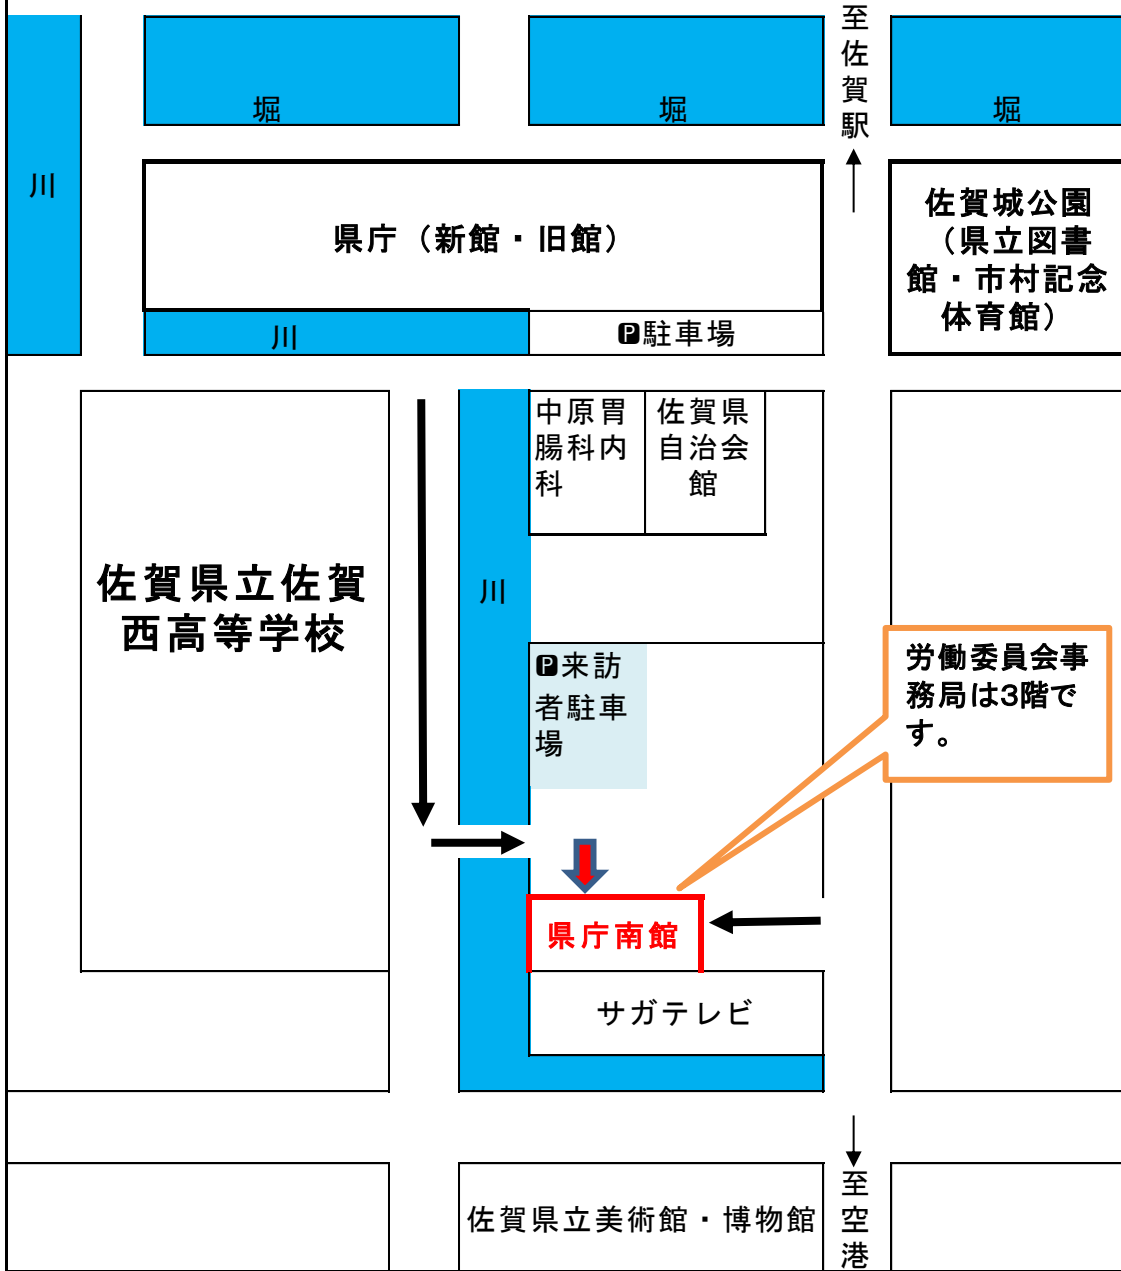 至佐賀駅
堀
堀
堀
川
県庁（新館・旧館）
佐賀城公園
（県立図書
館・市村記念
体育館）
川
🅿駐車場
中原胃
腸科内
科
佐賀県
自治会
館
佐賀県立佐賀
西高等学校
川
🅿来訪
者駐車
場
労働委員会事
務局は3階で
す。
県庁南館
サガテレビ
佐賀県立美術館・博物館
至空港